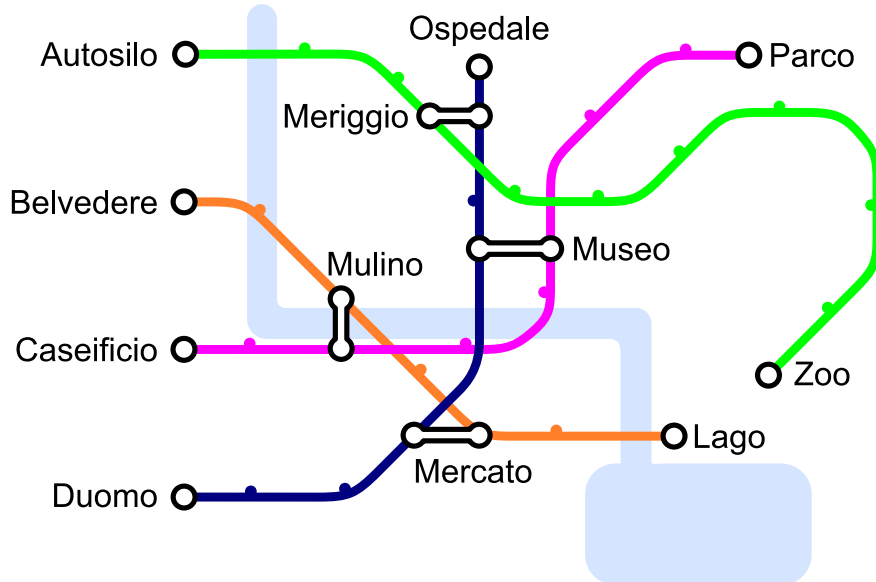 Ospedale
Autosilo
Parco
Meriggio
Belvedere
Museo
Mulino
Caseificio
Zoo
Lago
Mercato
Duomo